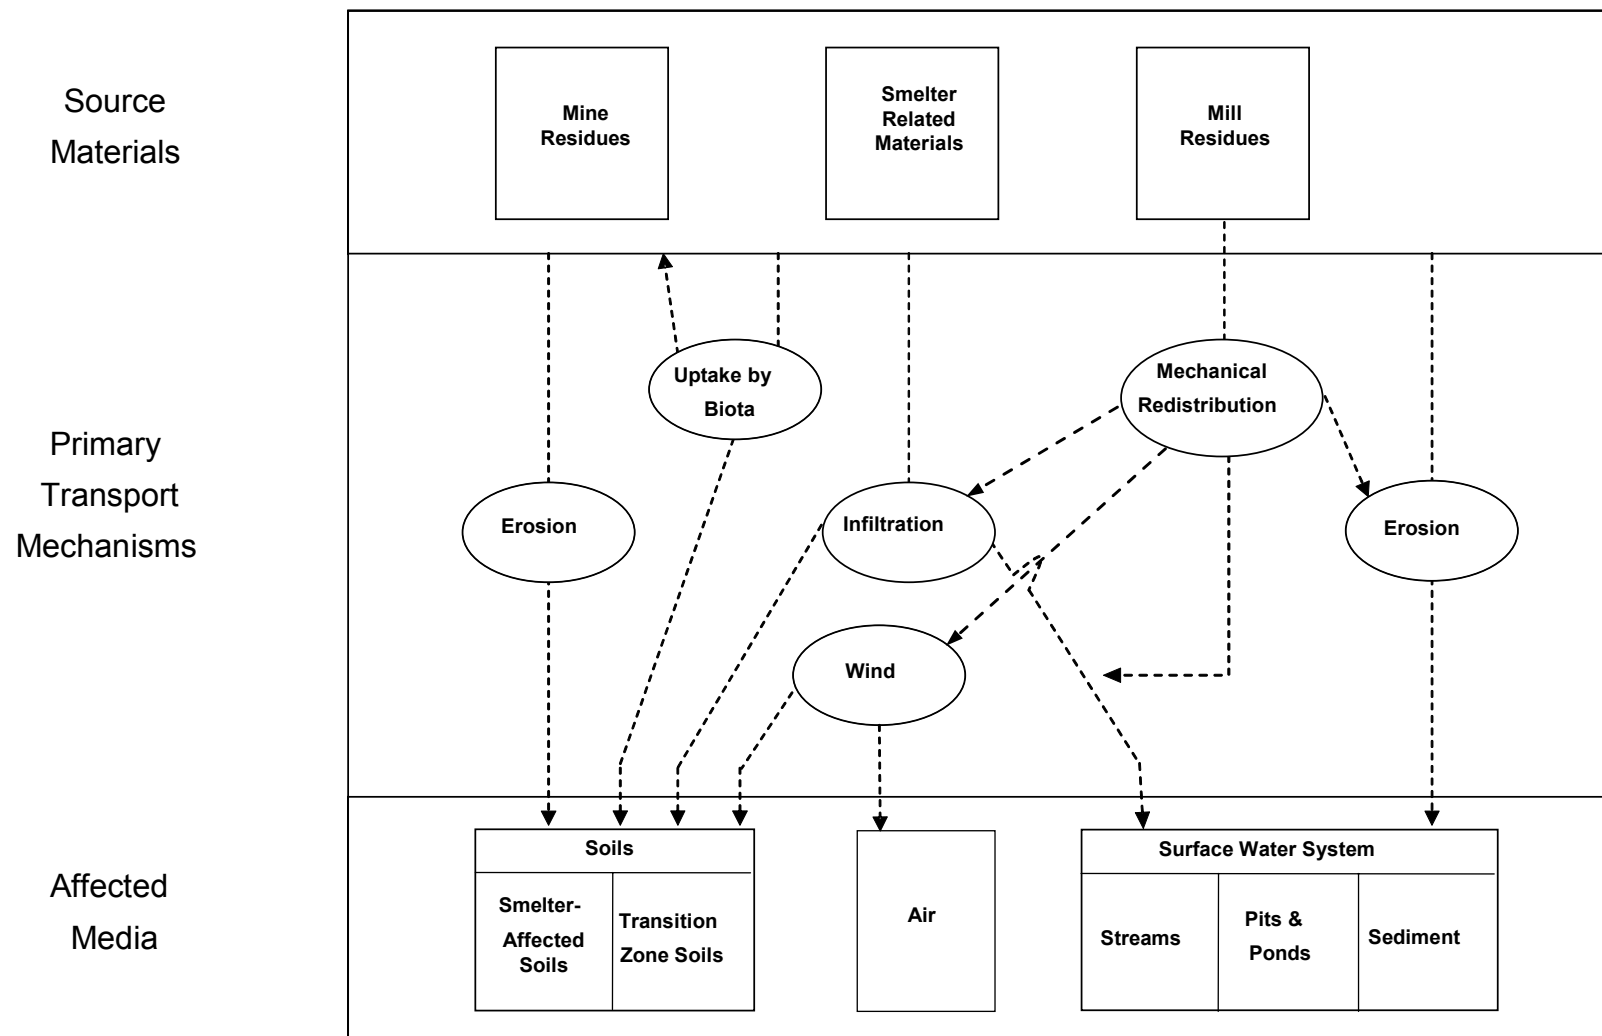 Source
Materials
Mine
Residues
Smelter
Related
Materials
Mill
Residues
Primary
Transport
Mechanisms
Uptake by
Biota
Mechanical
Redistribution
Erosion
Infiltration
Erosion
Wind
Affected
Media
Soils
Smelter-
Affected
Soils
Transition
Zone Soils
Air
Surface Water System
Streams
Pits &
Ponds
Sediment